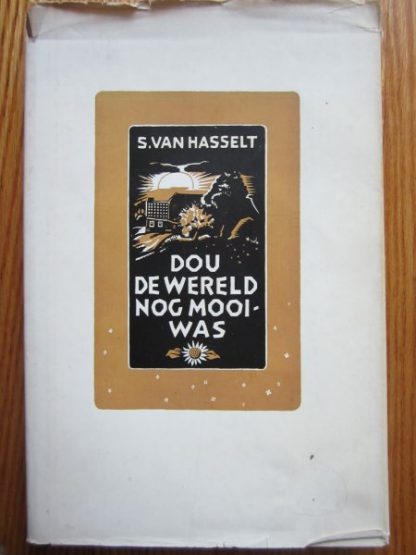 S. VAN HASSELT
DOU
DE WERELD
NOG MOOI-
WAS